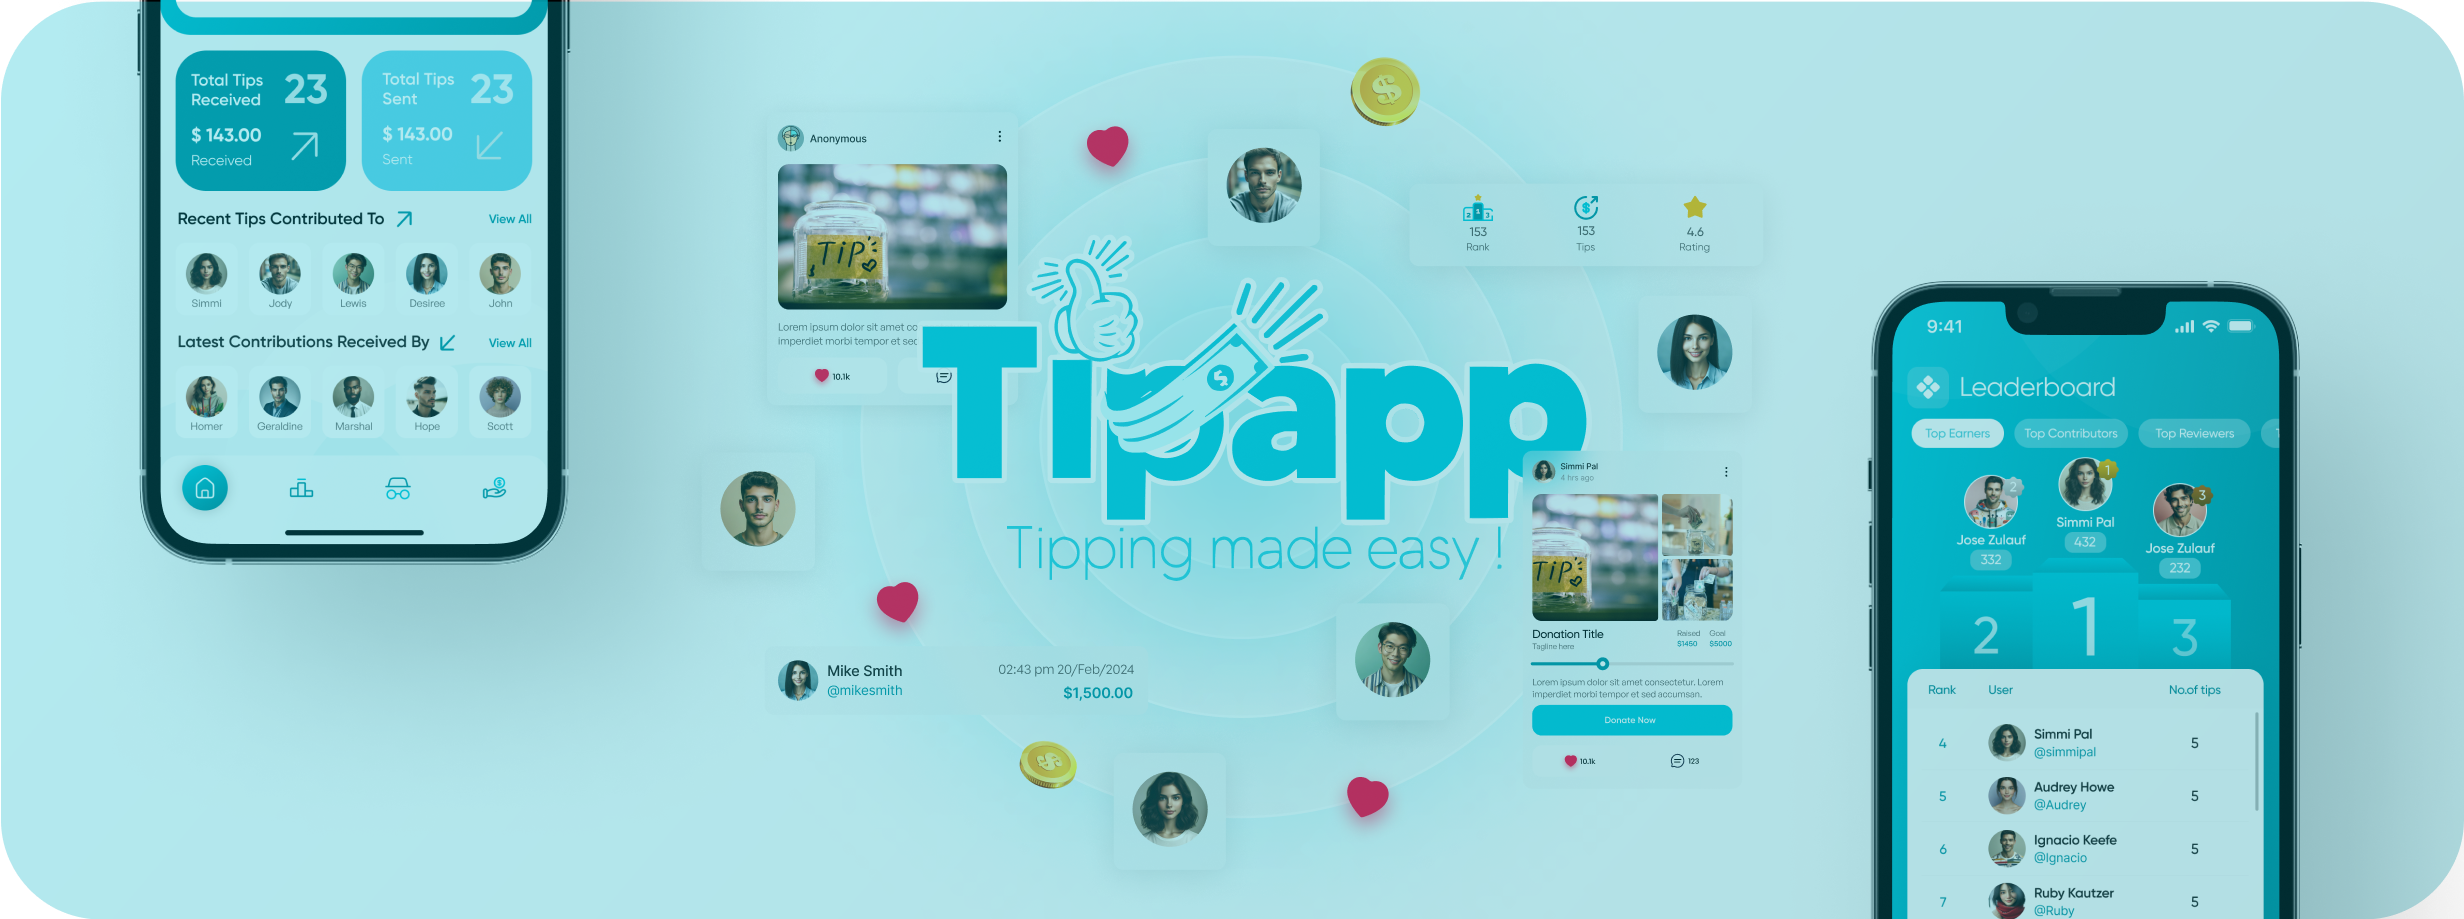 Total Tips
Received
23
$ 143.00
Received
Total Tips
Sent
23
$ 143.00
Sent
Recent Tips Contributed To
View All
Simmi
Jody
Lewis
Desiree
John
Latest Contributions Received By
View All
Homer
Geraldine
Marshal
Hope
Scott
Anonymous
TIP
Lorem ipsum dolor sit amet co
imperdiet morbi tempor et sed
10.1k
153
Rank
153
Tips
4.6
Rating
Tipapp
Tipping made easy !
Mike Smith
@mikesmith
02:43 pm 20/Feb/2024
$1,500.00
Simmi Pal
4 hrs ago
TIP
Donation Title
Tagline here
Raised
$1450
Goal
$5000
Lorem ipsum dolor sit amet consectetur. Lorem
imperdiet morbi tempor et sed accumsan.
Donate Now
10.1k
123
9:41
Leaderboard
Top Earners
Top Contributors
Top Reviewers
2
1
3
Jose Zulauf
332
Simmi Pal
432
Jose Zulauf
232
2
1
3
Rank
User
No.of tips
4
Simmi Pal
@simmipal
5
5
Audrey Howe
@Audrey
5
6
Ignacio Keefe
@Ignacio
5
7
Ruby Kautzer
@Ruby
5